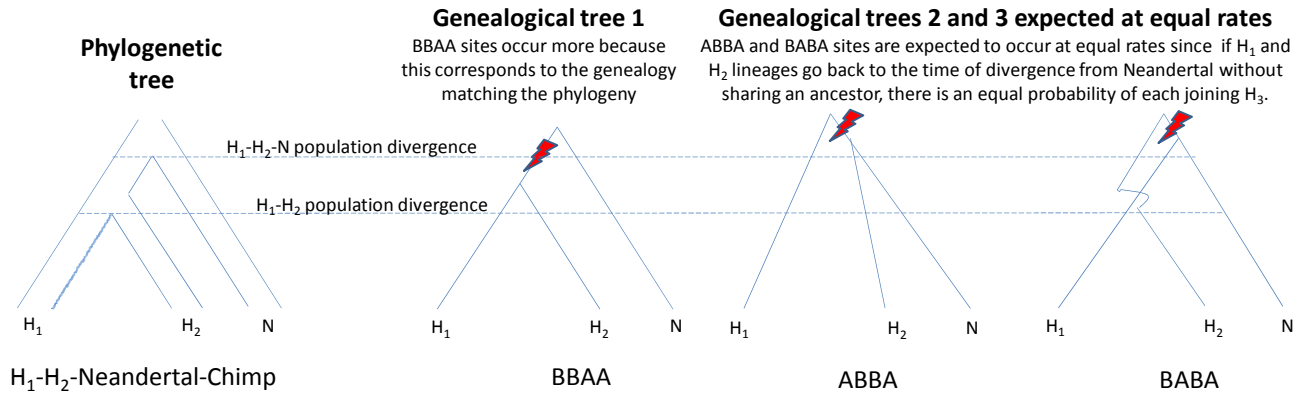 Phylogenetic
tree
Genealogical tree 1
BBAA sites occur more because
this corresponds to the genealogy
matching the phylogeny
Genealogical trees 2 and 3 expected at equal rates
ABBA and BABA sites are expected to occur at equal rates since if H₁ and
H₂ lineages go back to the time of divergence from Neandertal without
sharing an ancestor, there is an equal probability of each joining H₃.
H₁-H₂-N population divergence
H₁-H₂ population divergence
H₁ H₂ N
H₁ H₂ N
H₁ H₂ N
H₁ H₂ N
H₁-H₂-Neandertal-Chimp
BBAA
ABBA
BABA